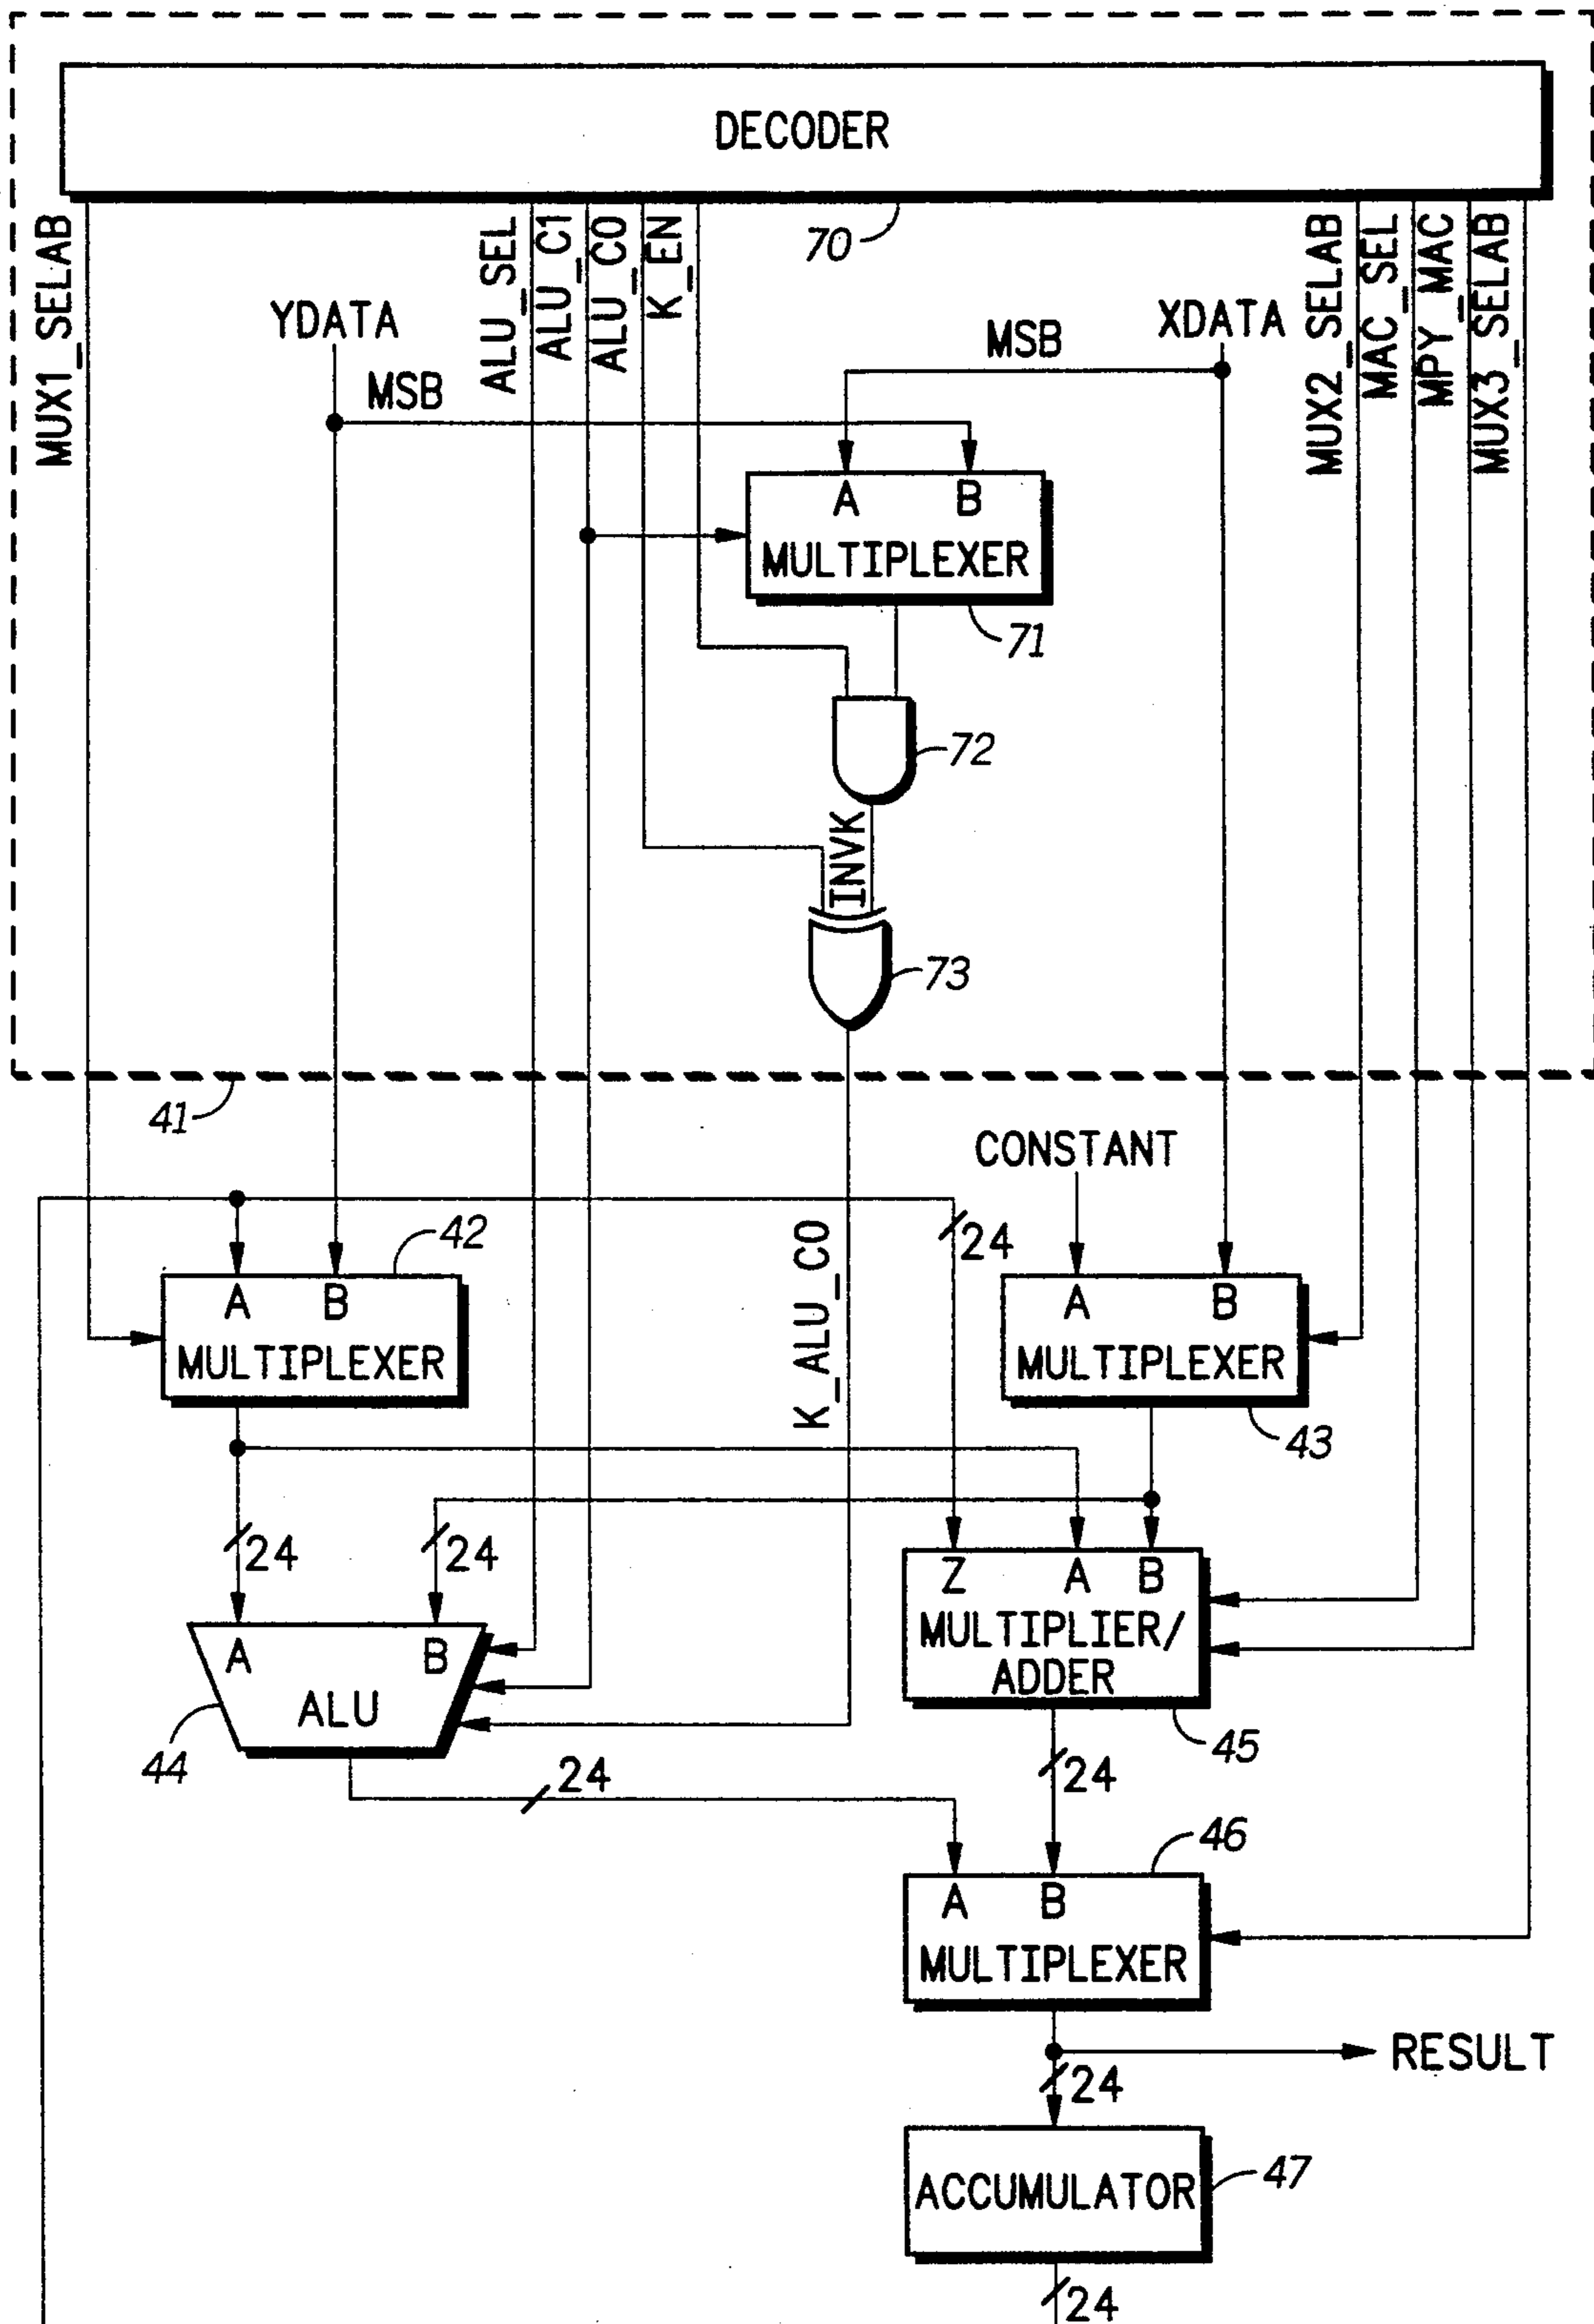 DECODER
70
MUX1_SELAB
ALU_SEL
ALU_C1
ALU_C0
K_EN
MUX2_SELAB
MAC_SEL
MPY_MAC
MUX3_SELAB
YDATA
MSB
MSB
XDATA
A B
MULTIPLEXER
71
72
INVK
73
41
CONSTANT
24
42
A B
MULTIPLEXER
K_ALU_C0
A B
MULTIPLEXER
43
24
24
A B
ALU
44
Z A B
MULTIPLIER/
ADDER
45
24
24
46
A B
MULTIPLEXER
RESULT
24
ACCUMULATOR
47
24